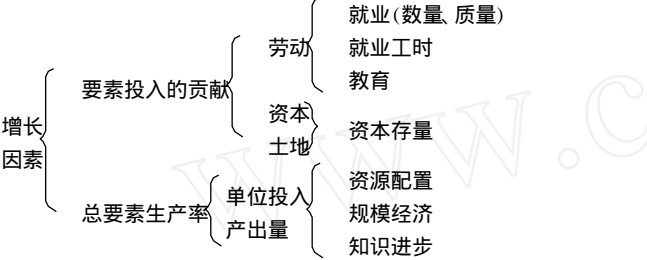 就业(数量、质量)
劳动
就业工时
教育
要素投入的贡献
资本
土地
资本存量
增长
因素
总要素生产率
单位投入
产出量
资源配置
规模经济
知识进步
www.c